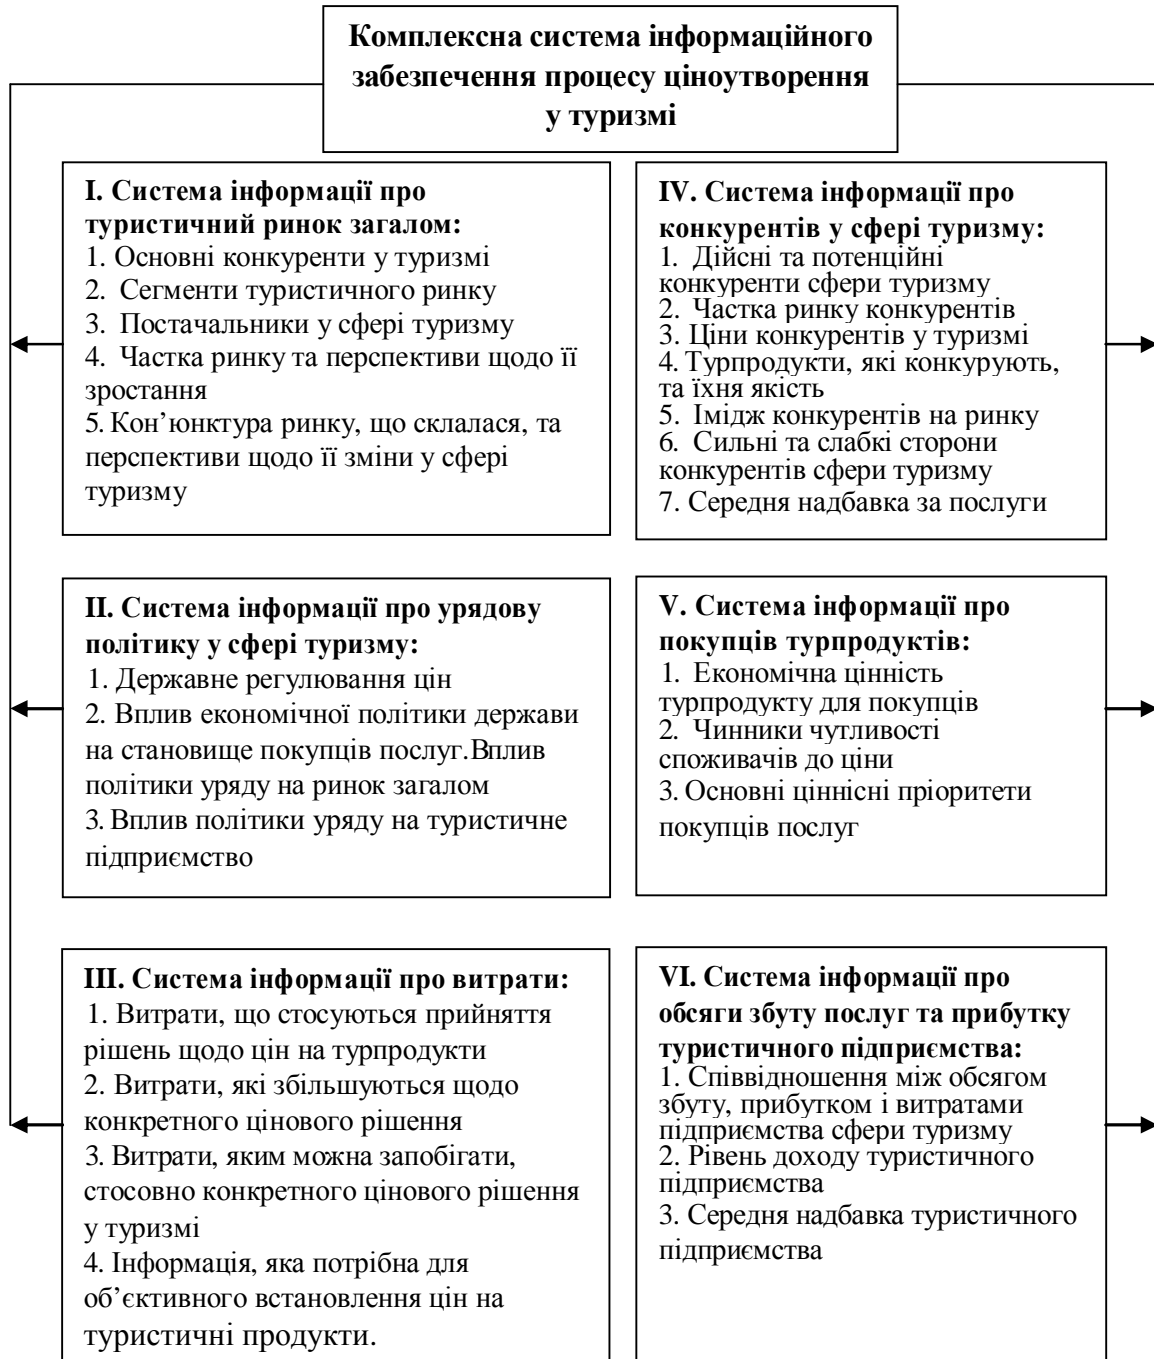 Комплексна система інформаційного
забезпечення процесу ціноутворення
у туризмі
I. Система інформації про
туристичний ринок загалом:
1. Основні конкуренти у туризмі
2. Сегменти туристичного ринку
3. Постачальники у сфері туризму
4. Частка ринку та перспективи щодо її
зростання
5. Кон’юнктура ринку, що склалася, та
перспективи щодо її зміни у сфері
туризму
II. Система інформації про урядову
політику у сфері туризму:
1. Державне регулювання цін
2. Вплив економічної політики держави
на становище покупців послуг.Вплив
політики уряду на ринок загалом
3. Вплив політики уряду на туристичне
підприємство
III. Система інформації про витрати:
1. Витрати, що стосуються прийняття
рішень щодо цін на турпродукти
2. Витрати, які збільшуються щодо
конкретного цінового рішення
3. Витрати, яким можна запобігати,
стосовно конкретного цінового рішення
у туризмі
4. Інформація, яка потрібна для
об’єктивного встановлення цін на
туристичні продукти.
IV. Система інформації про
конкурентів у сфері туризму:
1. Дійсні та потенційні
конкуренти сфери туризму
2. Частка ринку конкурентів
3. Ціни конкурентів у туризмі
4. Турпродукти, які конкурують,
та їхня якість
5. Імідж конкурентів на ринку
6. Сильні та слабкі сторони
конкурентів сфери туризму
7. Середня надбавка за послуги
V. Система інформації про
покупців турпродуктів:
1. Економічна цінність
турпродукту для покупців
2. Чинники чутливості
споживачів до ціни
3. Основні ціннісні пріоритети
покупців послуг
VI. Система інформації про
обсяги збуту послуг та прибутку
туристичного підприємства:
1. Співвідношення між обсягом
збуту, прибутком і витратами
підприємства сфери туризму
2. Рівень доходу туристичного
підприємства
3. Середня надбавка туристичного
підприємства